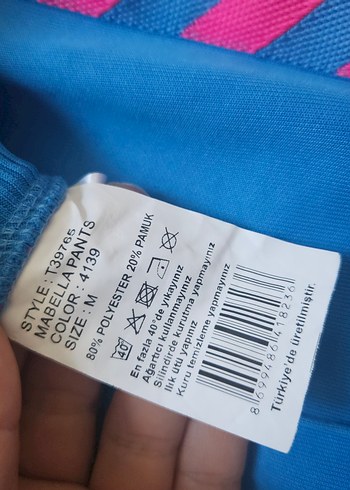 STYLE : T39765
MABELLA PANTS
COLOR : 4139
SIZE : M
80% POLYESTER 20% PAMUK
40°
En fazla 40°de yıkayınız
Ağartıcı kullanmayınız
Silindirde kurutma yapmayınız
Ilık ütü yapınız
Kuru temizleme yapmayınız
8699486418236
Türkiye'de üretilmiştir.